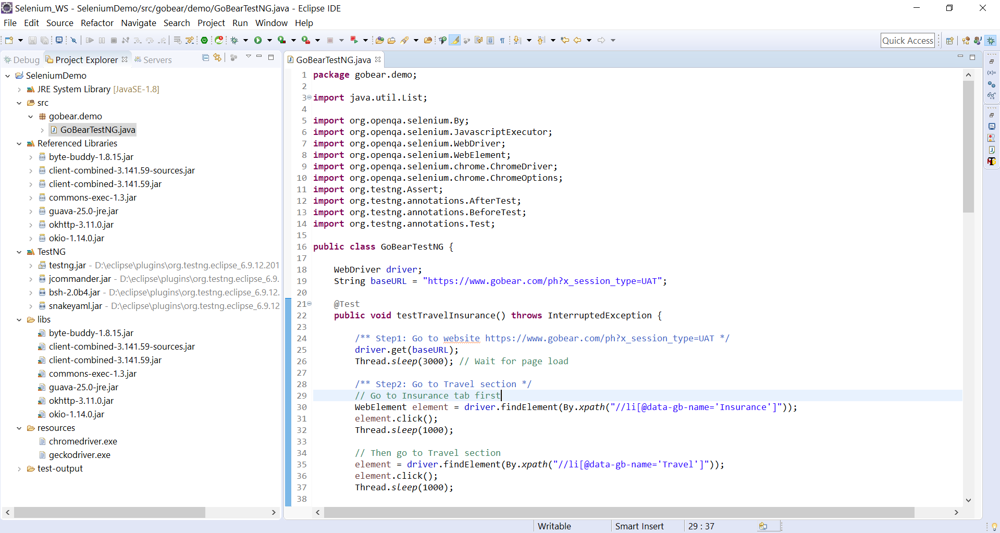 Selenium_WS - SeleniumDemo/src/gobear/demo/GoBearTestNG.java - Eclipse IDE
File Edit Source Refactor Navigate Search Project Run Window Help
Quick Access
Debug Project Explorer Servers
SeleniumDemo
JRE System Library [JavaSE-1.8]
src
gobear.demo
GoBearTestNG.java
Referenced Libraries
byte-buddy-1.8.15.jar
client-combined-3.141.59-sources.jar
client-combined-3.141.59.jar
commons-exec-1.3.jar
guava-25.0-jre.jar
okhttp-3.11.0.jar
okio-1.14.0.jar
TestNG
testng.jar - D:\eclipse\plugins\org.testng.eclipse_6.9.12.201
jcommander.jar - D:\eclipse\plugins\org.testng.eclipse_6.9.
bsh-2.0b4.jar - D:\eclipse\plugins\org.testng.eclipse_6.9.12.
snakeyaml.jar - D:\eclipse\plugins\org.testng.eclipse_6.9.12
libs
byte-buddy-1.8.15.jar
client-combined-3.141.59-sources.jar
client-combined-3.141.59.jar
commons-exec-1.3.jar
guava-25.0-jre.jar
okhttp-3.11.0.jar
okio-1.14.0.jar
resources
chromedriver.exe
geckodriver.exe
test-output
GoBearTestNG.java
1 package gobear.demo;
2
3 import java.util.List;
4
5 import org.openqa.selenium.By;
6 import org.openqa.selenium.JavascriptExecutor;
7 import org.openqa.selenium.WebDriver;
8 import org.openqa.selenium.WebElement;
9 import org.openqa.selenium.chrome.ChromeDriver;
10 import org.openqa.selenium.chrome.ChromeOptions;
11 import org.testng.Assert;
12 import org.testng.annotations.AfterTest;
13 import org.testng.annotations.BeforeTest;
14 import org.testng.annotations.Test;
15
16 public class GoBearTestNG {
17
18 WebDriver driver;
19 String baseURL = "https://www.gobear.com/ph?x_session_type=UAT";
20
21 @Test
22 public void testTravelInsurance() throws InterruptedException {
23
24 /** Step1: Go to website https://www.gobear.com/ph?x_session_type=UAT */
25 driver.get(baseURL);
26 Thread.sleep(3000); // Wait for page load
27
28 /** Step2: Go to Travel section */
29 // Go to Insurance tab first
30 WebElement element = driver.findElement(By.xpath("//li[@data-gb-name='Insurance']"));
31 element.click();
32 Thread.sleep(1000);
33
34 // Then go to Travel section
35 element = driver.findElement(By.xpath("//li[@data-gb-name='Travel']"));
36 element.click();
37 Thread.sleep(1000);
38
Writable Smart Insert 29 : 37